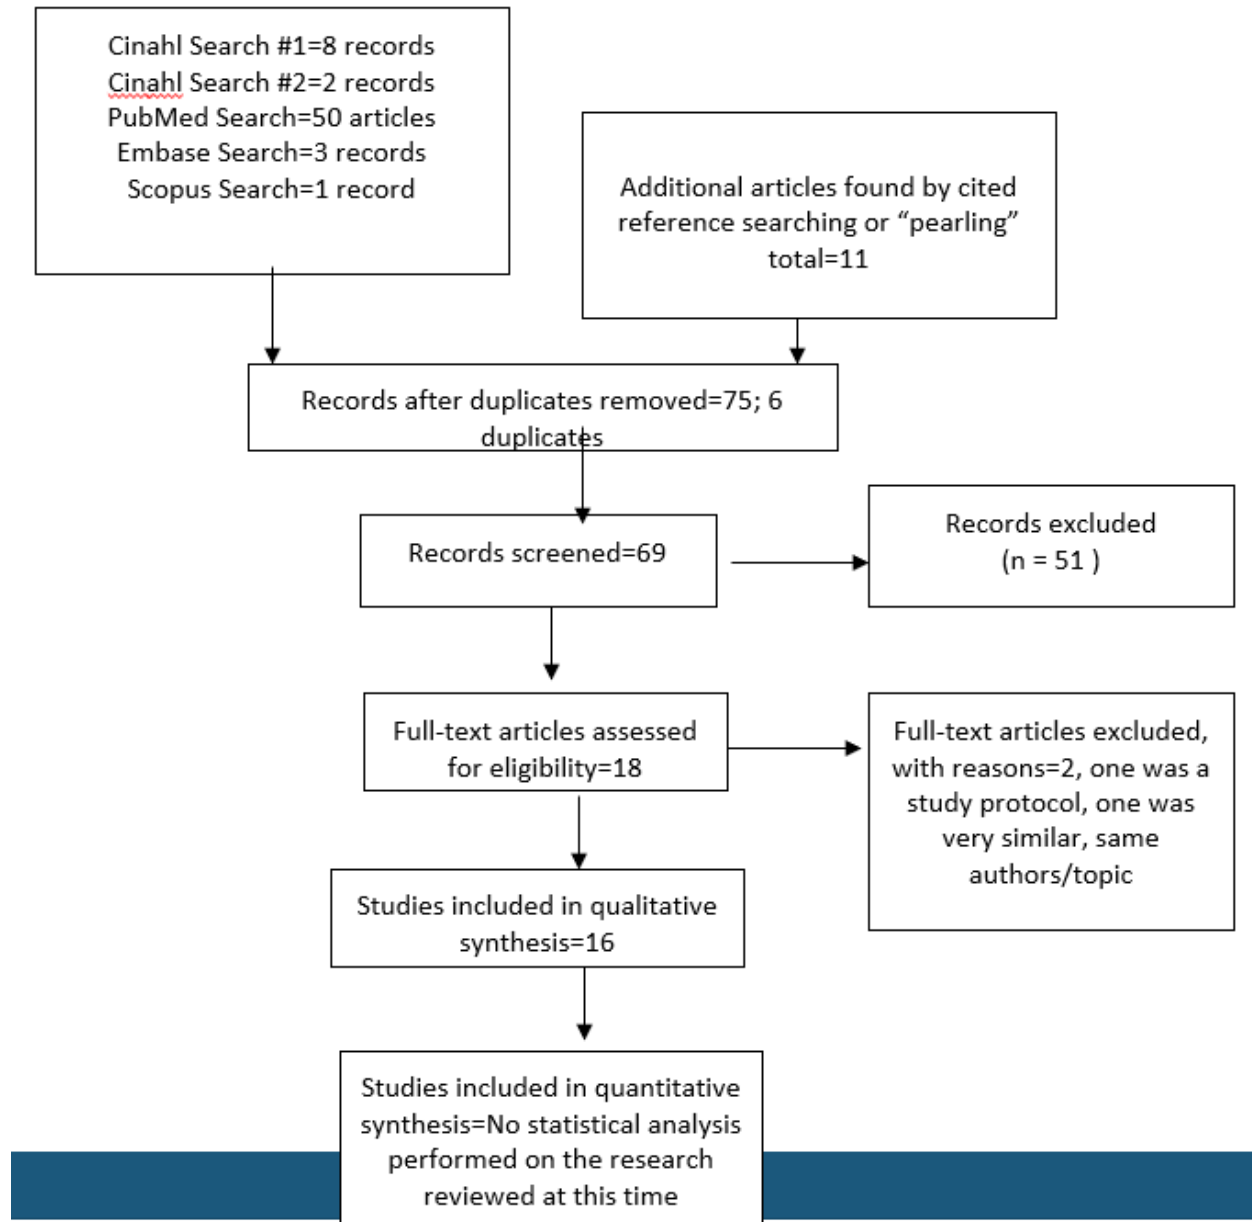 Cinahl Search #1=8 records
Cinahl Search #2=2 records
PubMed Search=50 articles
Embase Search=3 records
Scopus Search=1 record
Additional articles found by cited
reference searching or “pearling”
total=11
Records after duplicates removed=75; 6
duplicates
Records screened=69
Records excluded
(n = 51 )
Full-text articles assessed
for eligibility=18
Full-text articles excluded,
with reasons=2, one was a
study protocol, one was
very similar, same
authors/topic
Studies included in qualitative
synthesis=16
Studies included in quantitative
synthesis=No statistical analysis
performed on the research
reviewed at this time